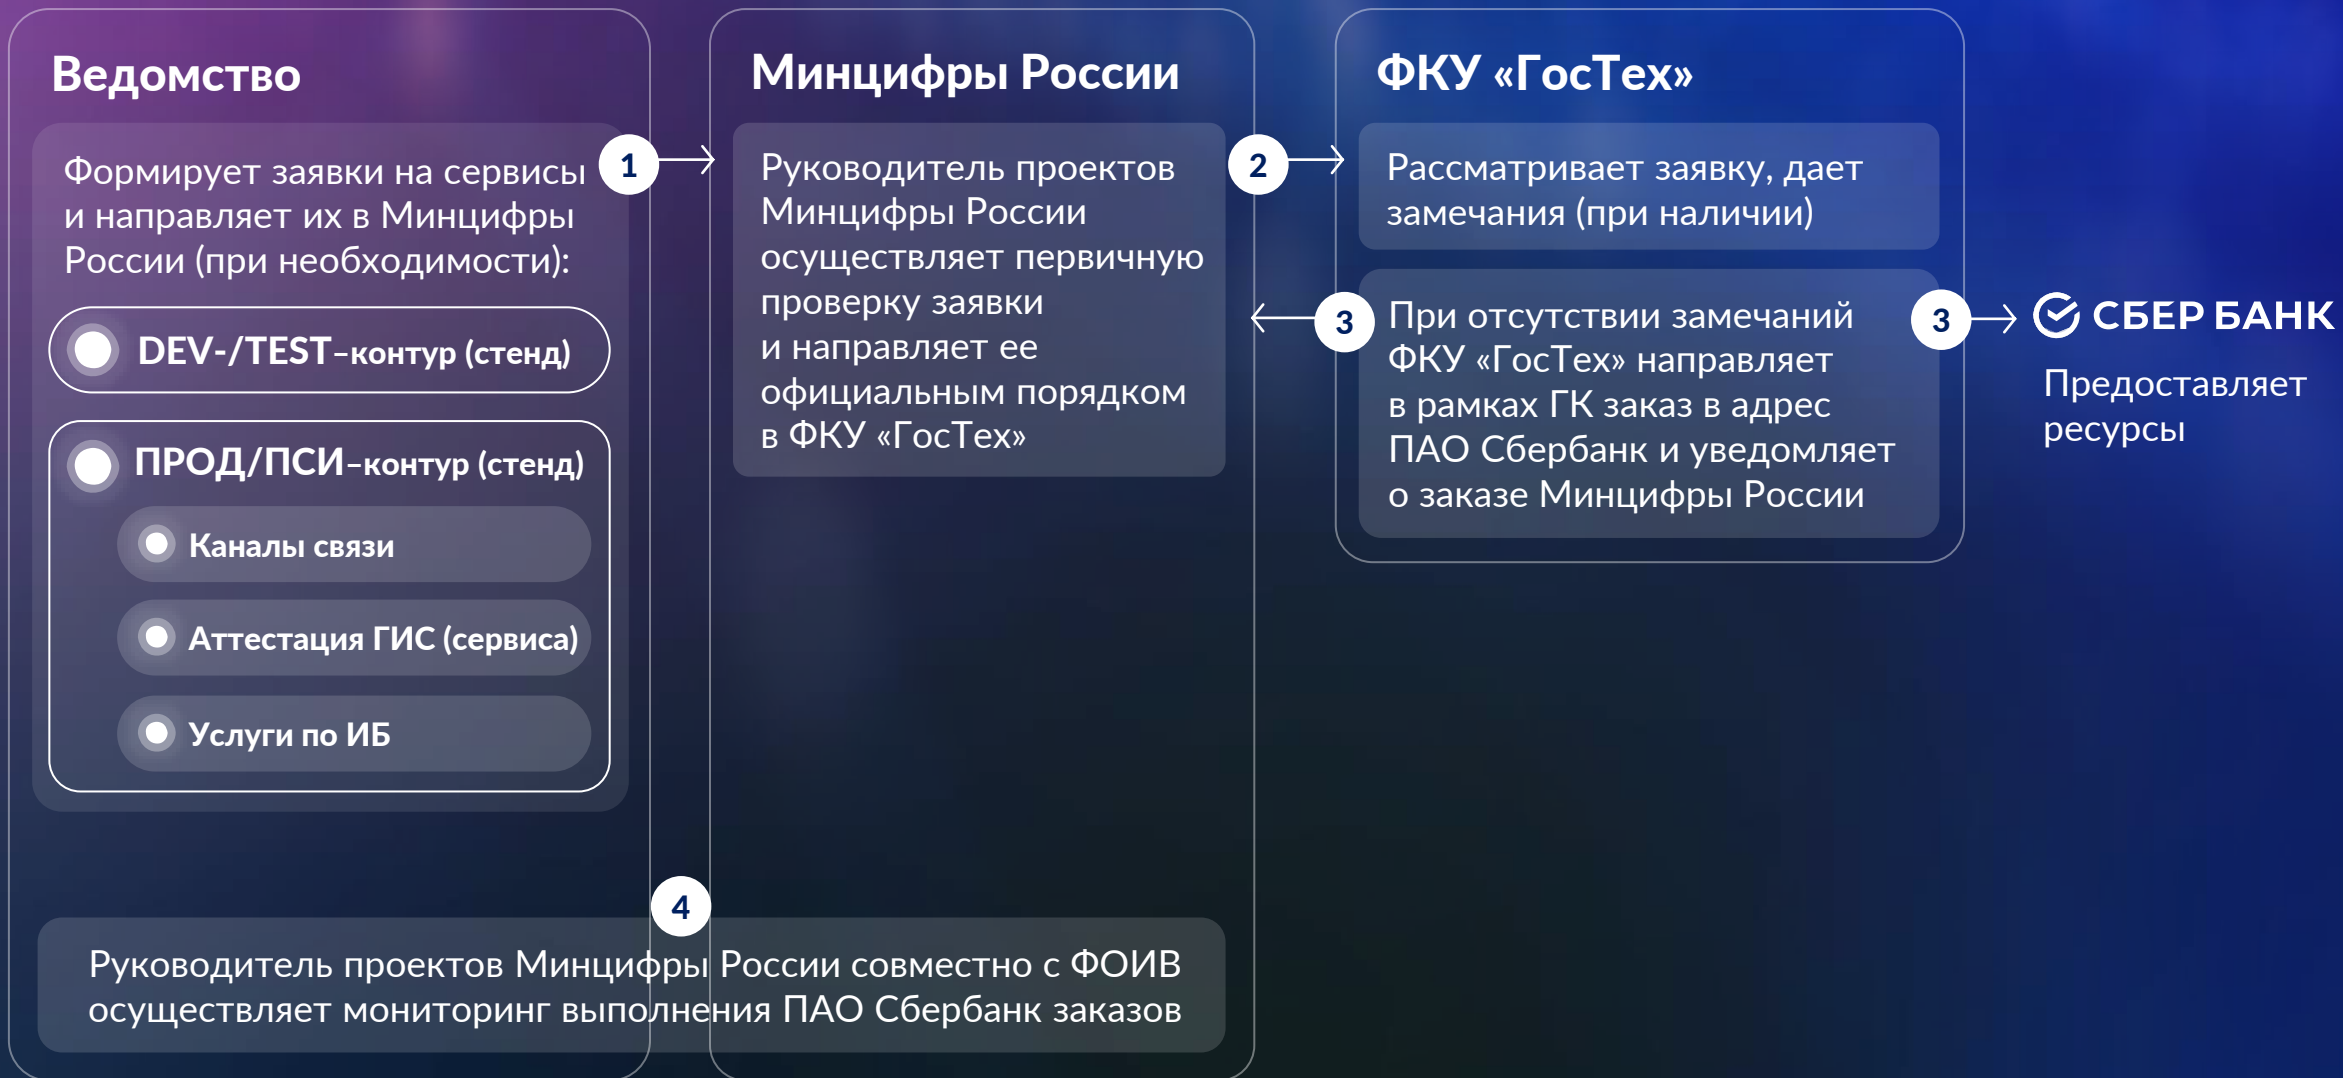 Ведомство
Формирует заявки на сервисы
и направляет их в Минцифры
России (при необходимости):
DEV-/TEST–контур (стенд)
ПРОД/ПСИ–контур (стенд)
Каналы связи
Аттестация ГИС (сервиса)
Услуги по ИБ
1
Минцифры России
Руководитель проектов
Минцифры России
осуществляет первичную
проверку заявки
и направляет ее
официальным порядком
в ФКУ «ГосТех»
2
ФКУ «ГосТех»
Рассматривает заявку, дает
замечания (при наличии)
3
При отсутствии замечаний
ФКУ «ГосТех» направляет
в рамках ГК заказ в адрес
ПАО Сбербанк и уведомляет
о заказе Минцифры России
3
СБЕР БАНК
Предоставляет
ресурсы
4
Руководитель проектов Минцифры России совместно с ФОИВ
осуществляет мониторинг выполнения ПАО Сбербанк заказов